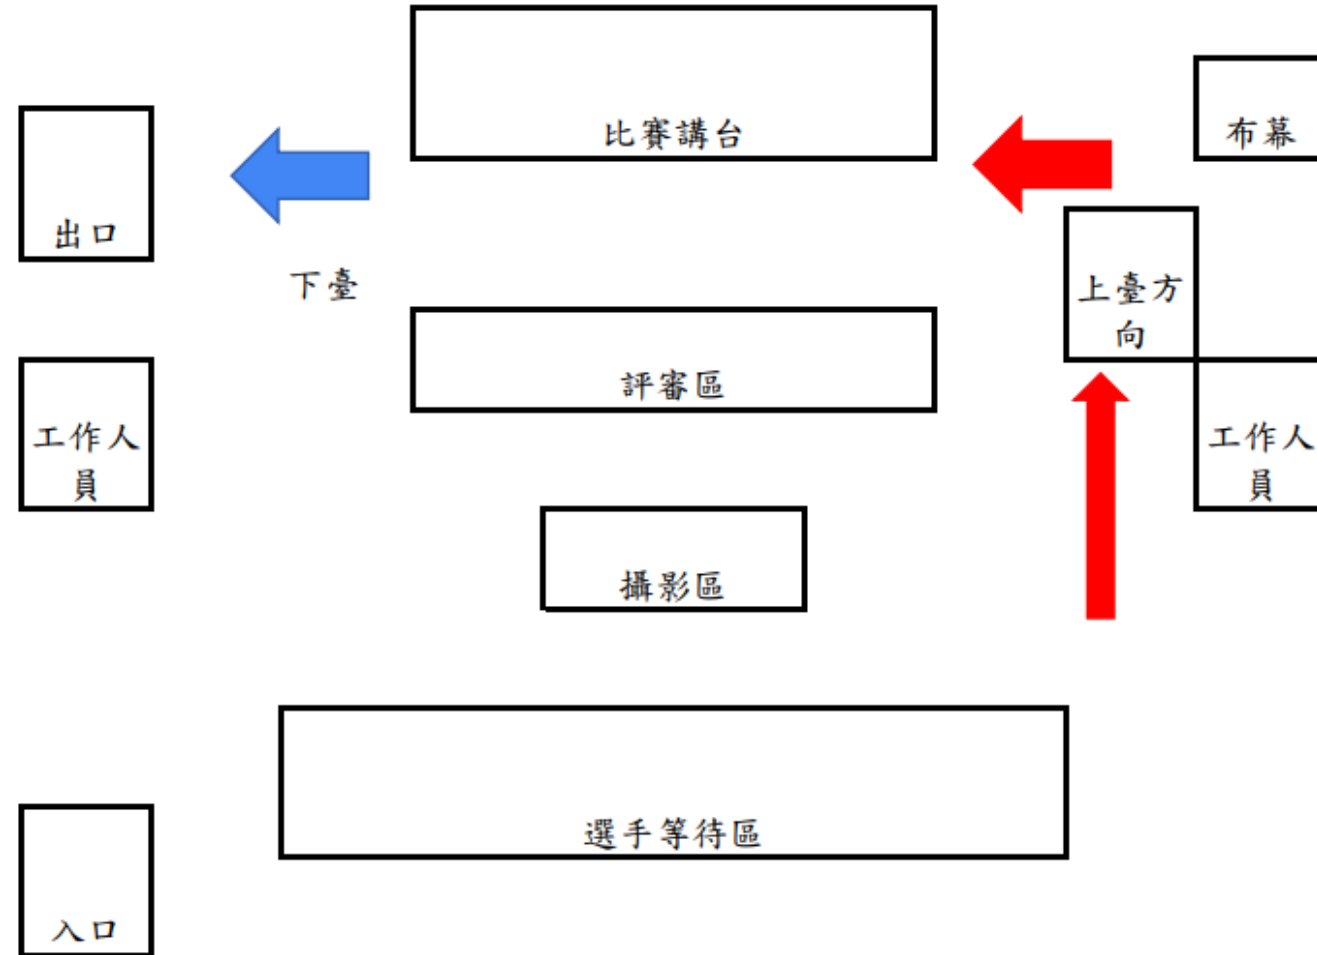 比賽講台
布幕
出口
下臺
上臺方
向
評審區
工作人
員
工作人
員
攝影區
選手等待區
入口